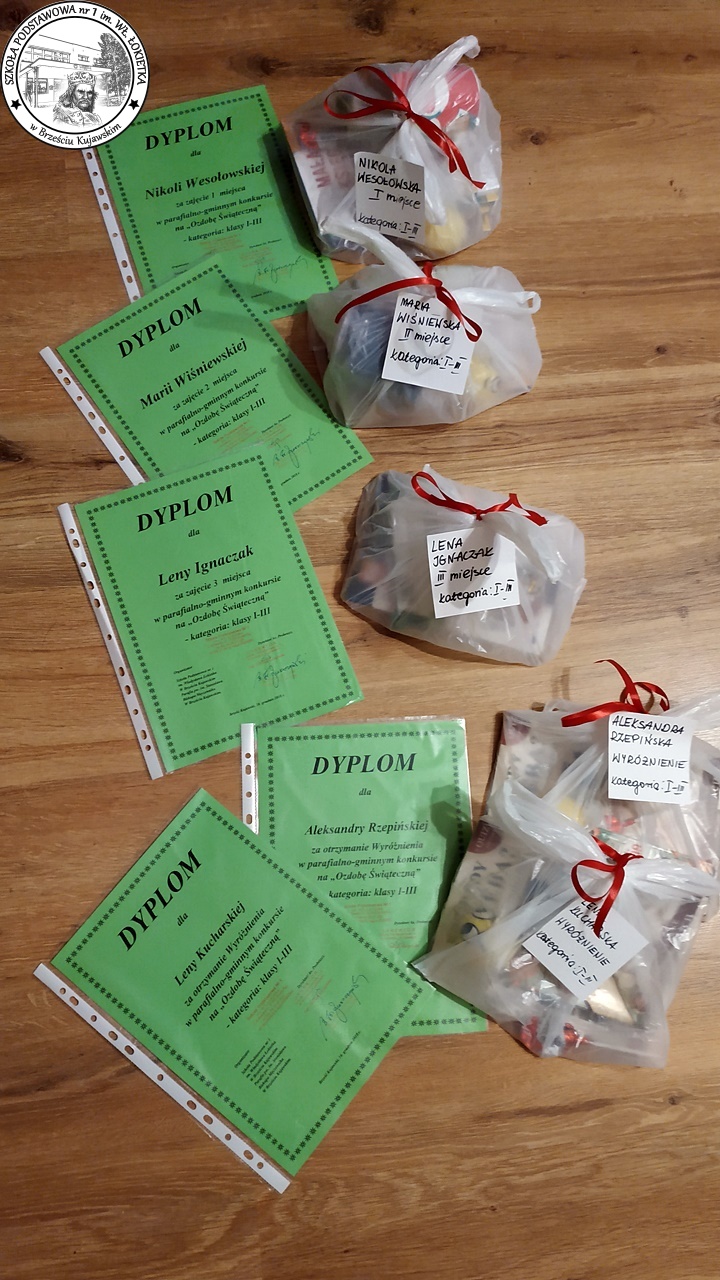 SZKOŁA PODSTAWOWA nr 1 im. WŁ. ŁOKIETKA
w Brześciu Kujawskim
DYPLOM
dla
Nikoli Wesołowskiej
za zajęcie 1 miejsca
w parafialno-gminnym konkursie
na „Ozdobę Świąteczną”
- kategoria: klasy I-III
NIKOLA
WESOŁOWSKA
I miejsce
kategoria: I-III
DYPLOM
dla
Marii Wiśniewskiej
za zajęcie 2 miejsca
w parafialno-gminnym konkursie
na „Ozdobę Świąteczną”
- kategoria: klasy I-III
MARIA
WIŚNIEWSKA
II miejsce
kategoria: I-III
DYPLOM
dla
Leny Ignaczak
za zajęcie 3 miejsca
w parafialno-gminnym konkursie
na „Ozdobę Świąteczną”
- kategoria: klasy I-III
LENA
IGNACZAK
III miejsce
kategoria: I-III
DYPLOM
dla
Aleksandry Rzepińskiej
za otrzymanie Wyróżnienia
w parafialno-gminnym konkursie
na „Ozdobę Świąteczną”
kategoria: klasy I-III
ALEKSANDRA
RZEPIŃSKA
WYRÓŻNIENIE
kategoria: I-III
DYPLOM
dla
Leny Kucharskiej
za otrzymanie Wyróżnienia
w parafialno-gminnym konkursie
na „Ozdobę Świąteczną”
- kategoria: klasy I-III
LENA
KUCHARSKA
WYRÓŻNIENIE
kategoria: I-III